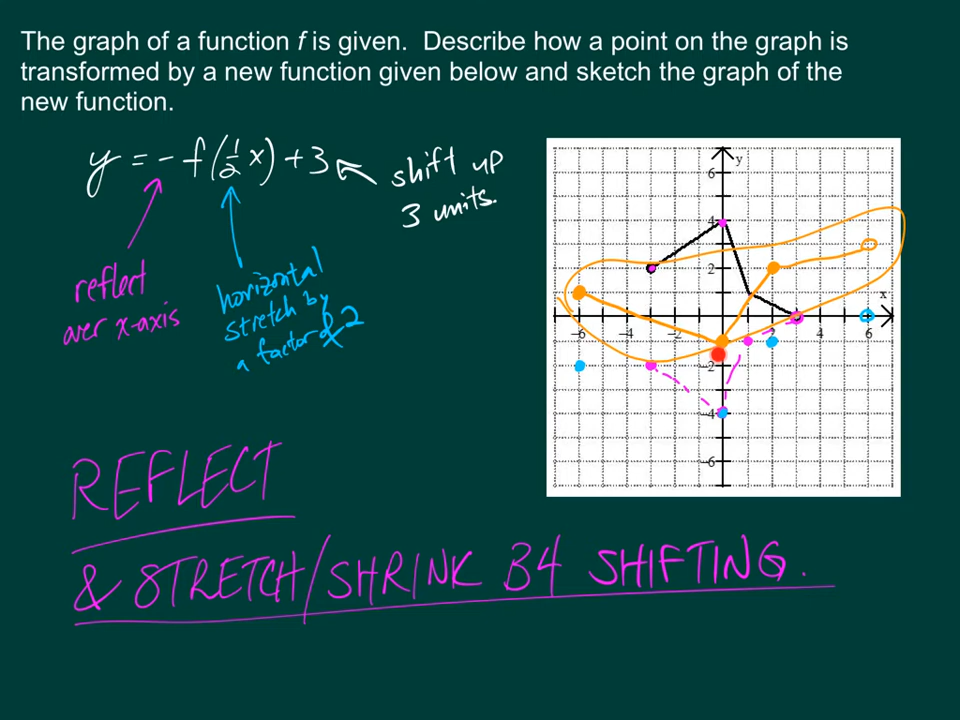 The graph of a function f is given. Describe how a point on the graph is
transformed by a new function given below and sketch the graph of the
new function.
y = - f(1/2 x) + 3
shift up
3 units.
reflect
over x-axis
horizontal
stretch by
a factor of 2
y
6
4
2
x
-6 -4 -2 2 4 6
-2
-4
-6
REFLECT
& STRETCH/SHRINK B4 SHIFTING.